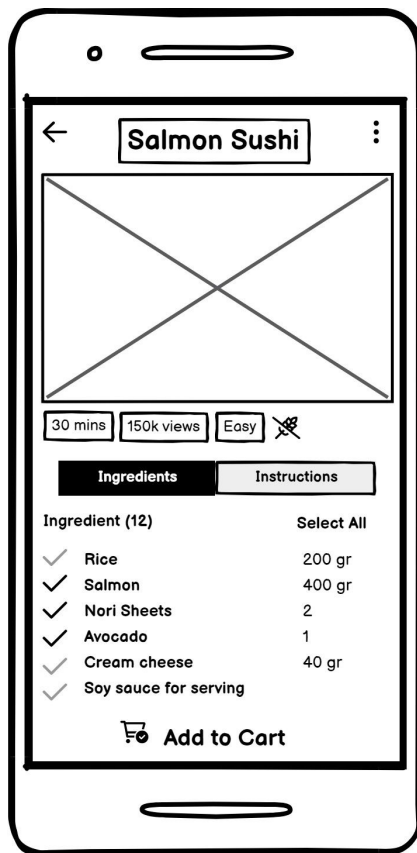 Salmon Sushi
30 mins 150k views Easy
Ingredients Instructions
Ingredient (12) Select All
Rice 200 gr
Salmon 400 gr
Nori Sheets 2
Avocado 1
Cream cheese 40 gr
Soy sauce for serving
Add to Cart